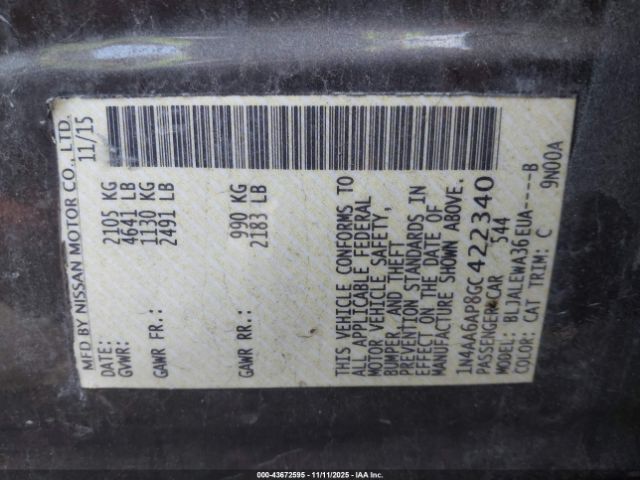 MFD BY NISSAN MOTOR CO., LTD.
DATE: 11/15
GVWR: 2105 KG
4641 LB
GAWR FR.: 1130 KG
2491 LB
GAWR RR.: 990 KG
2183 LB
THIS VEHICLE CONFORMS TO
ALL APPLICABLE FEDERAL
MOTOR VEHICLE SAFETY,
BUMPER, AND THEFT
PREVENTION STANDARDS IN
EFFECT ON THE DATE OF
MANUFACTURE SHOWN ABOVE.
1N4AA6AP8GC422340
PASSENGER CAR 544
MODEL: BLJALEWA36EUA----B
COLOR: CAT TRIM: C 9N00A
000-43672595 - 11/11/2025 - IAAI.COM